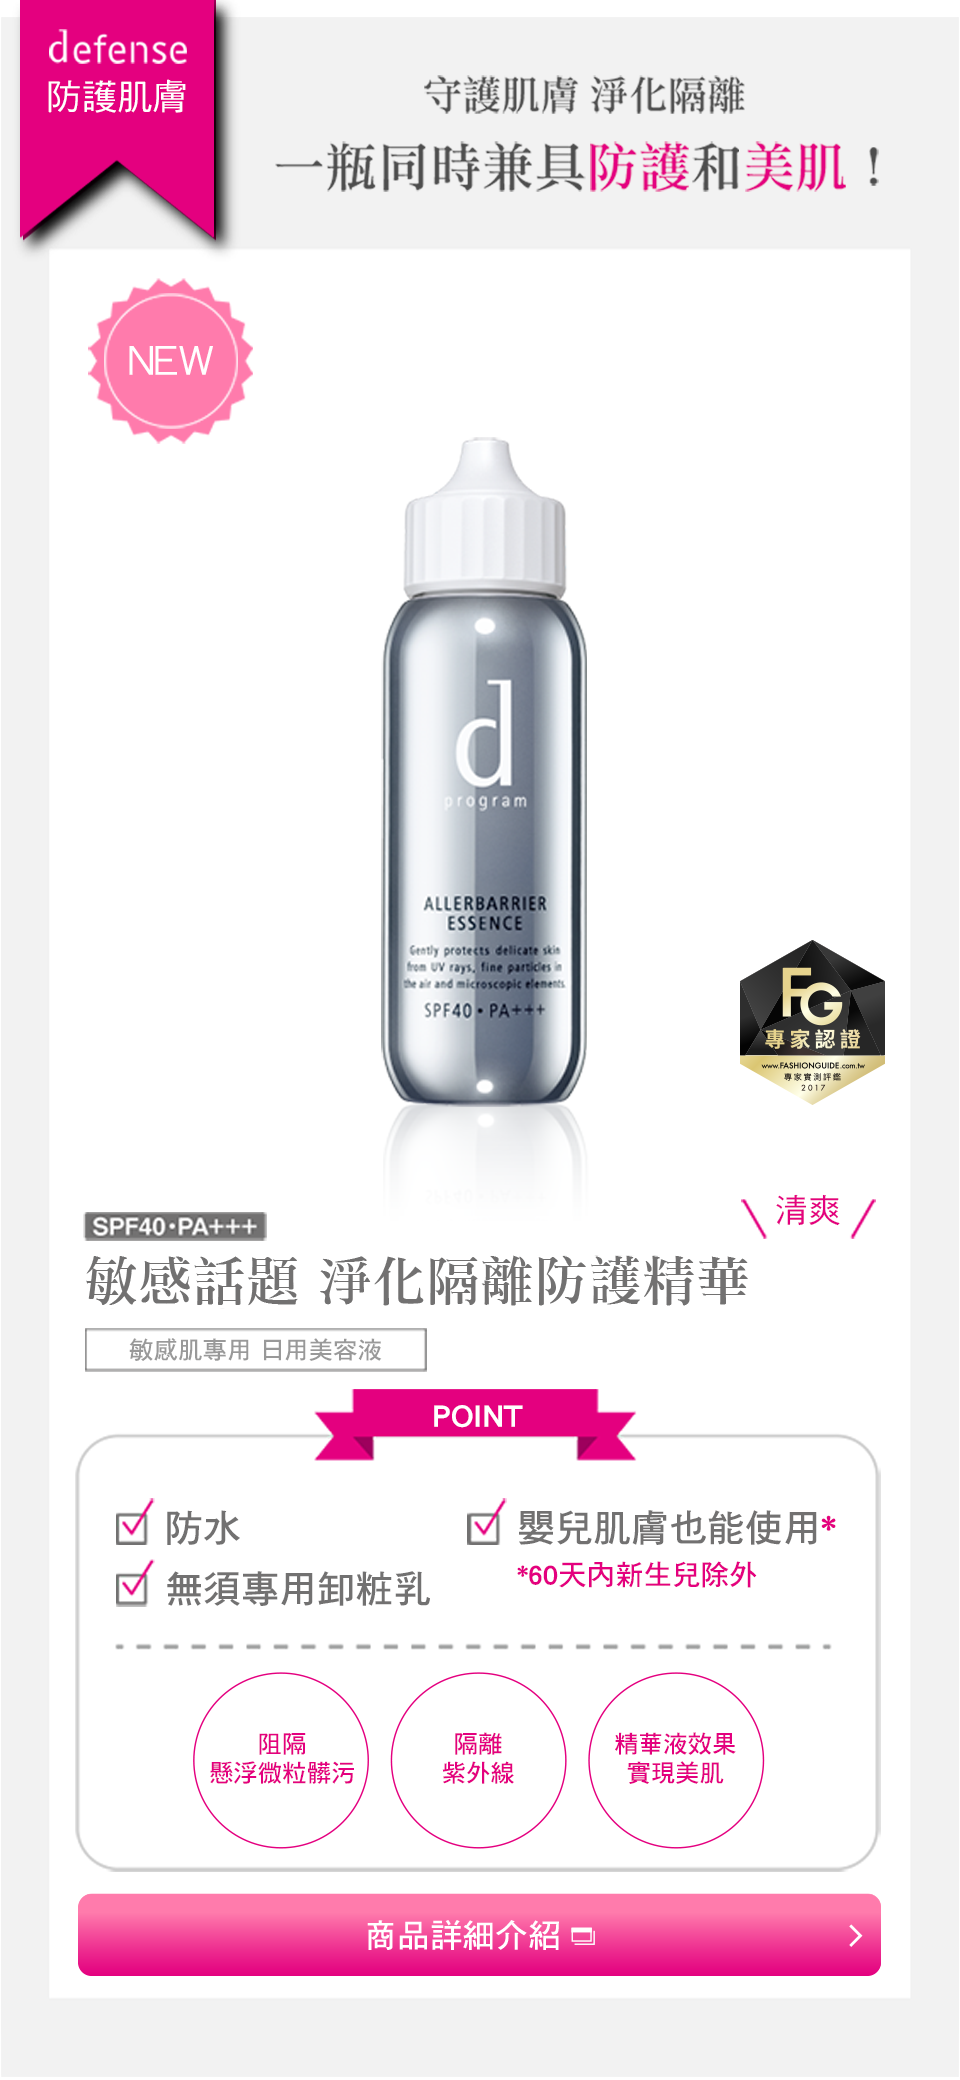 defense
防護肌膚
守護肌膚 淨化隔離
一瓶同時兼具防護和美肌！
NEW
d
program
ALLERBARRIER
ESSENCE
Gently protects delicate skin
from UV rays, fine particles in
the air and microscopic elements.
SPF40・PA+++
FG
專家認證
www.FASHIONGUIDE.com.tw
專家實測評鑑
2017
清爽
SPF40・PA+++
敏感話題 淨化隔離防護精華
敏感肌專用 日用美容液
POINT
防水
嬰兒肌膚也能使用*
*60天內新生兒除外
無須專用卸粧乳
阻隔
懸浮微粒髒污
隔離
紫外線
精華液效果
實現美肌
商品詳細介紹